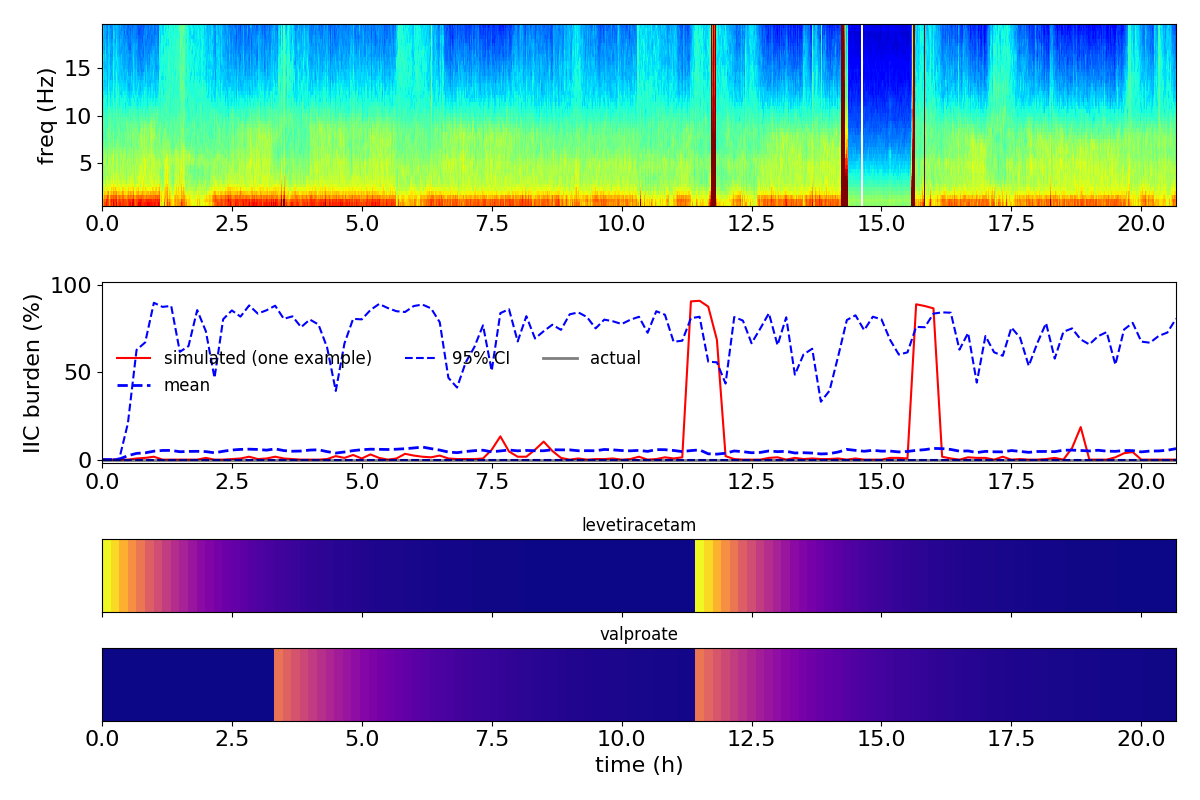 15
10
5
freq (Hz)
0.0 2.5 5.0 7.5 10.0 12.5 15.0 17.5 20.0
100
50
0
IIC burden (%)
simulated (one example) 95% CI actual
mean
0.0 2.5 5.0 7.5 10.0 12.5 15.0 17.5 20.0
levetiracetam
valproate
0.0 2.5 5.0 7.5 10.0 12.5 15.0 17.5 20.0
time (h)